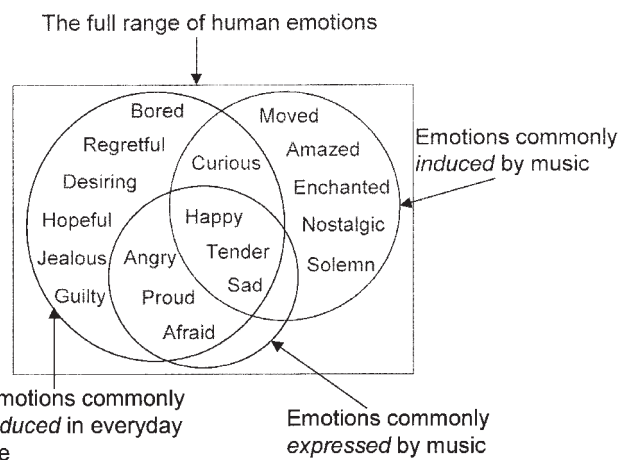 The full range of human emotions
Bored
Regretful
Desiring
Hopeful
Jealous
Guilty
Curious
Happy
Tender
Sad
Angry
Proud
Afraid
Moved
Amazed
Enchanted
Nostalgic
Solemn
Emotions commonly
induced by music
motions commonly
duced in everyday
e
Emotions commonly
expressed by music